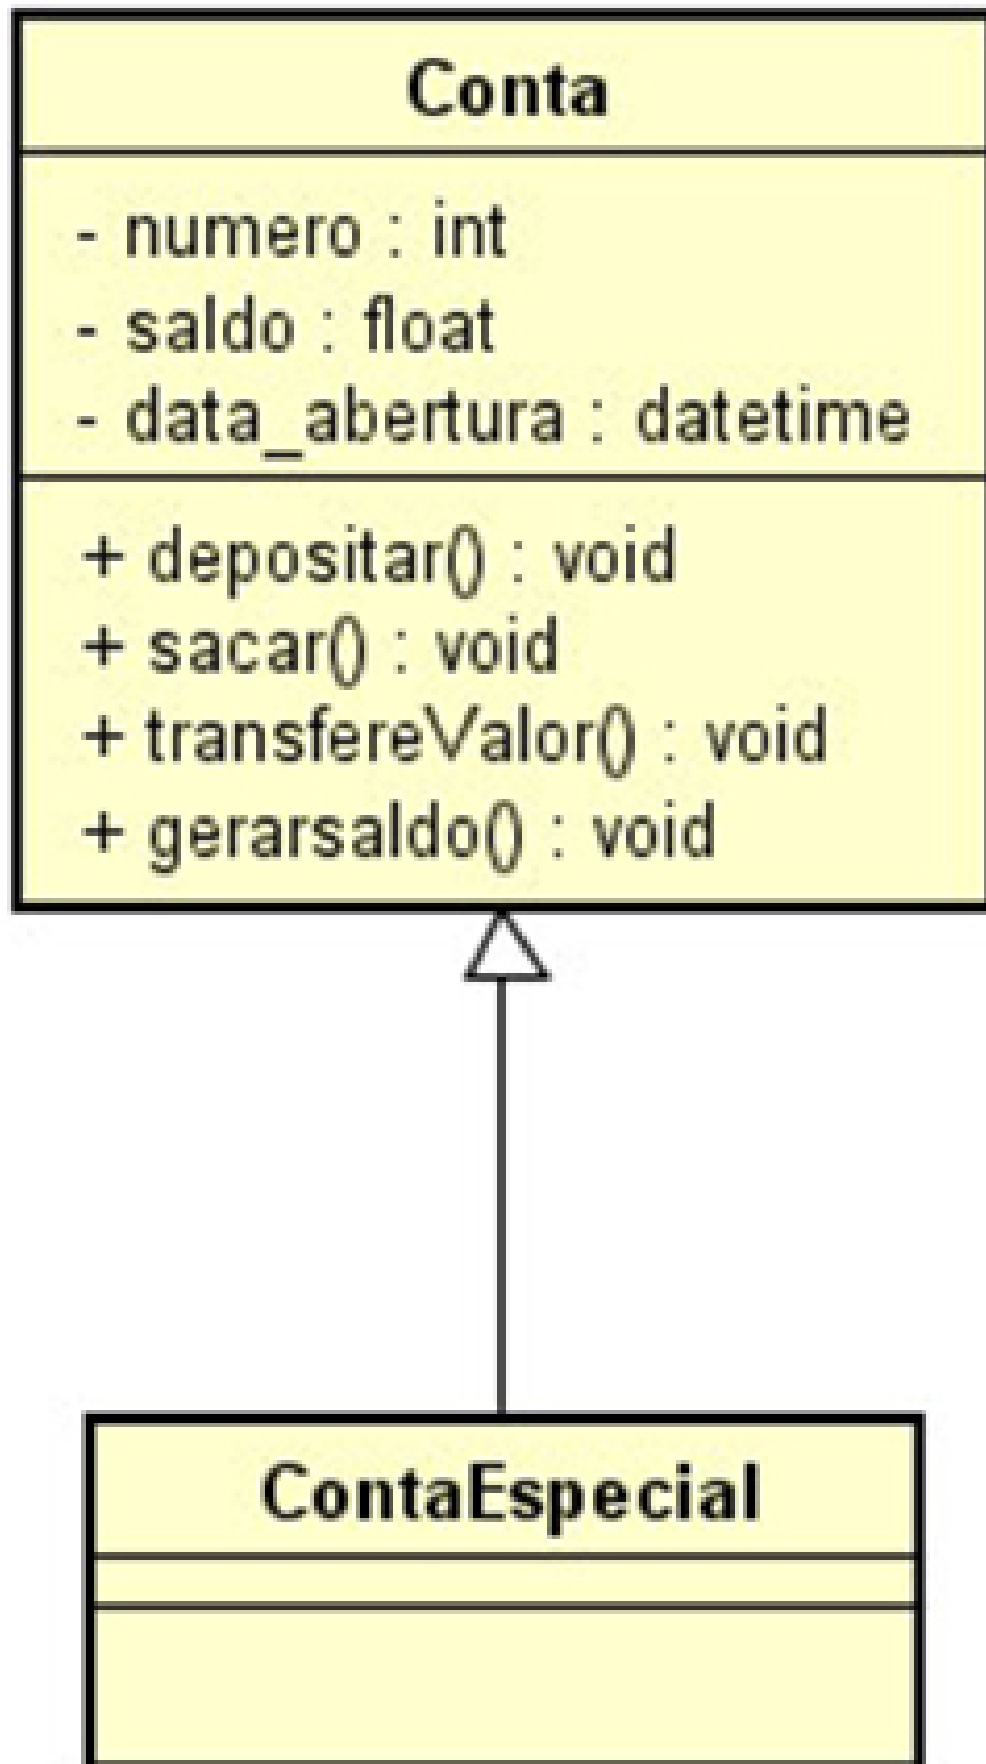 Conta
- numero : int
- saldo : float
- data_abertura : datetime
+ depositar() : void
+ sacar() : void
+ transfereValor() : void
+ gerarsaldo() : void
ContaEspecial